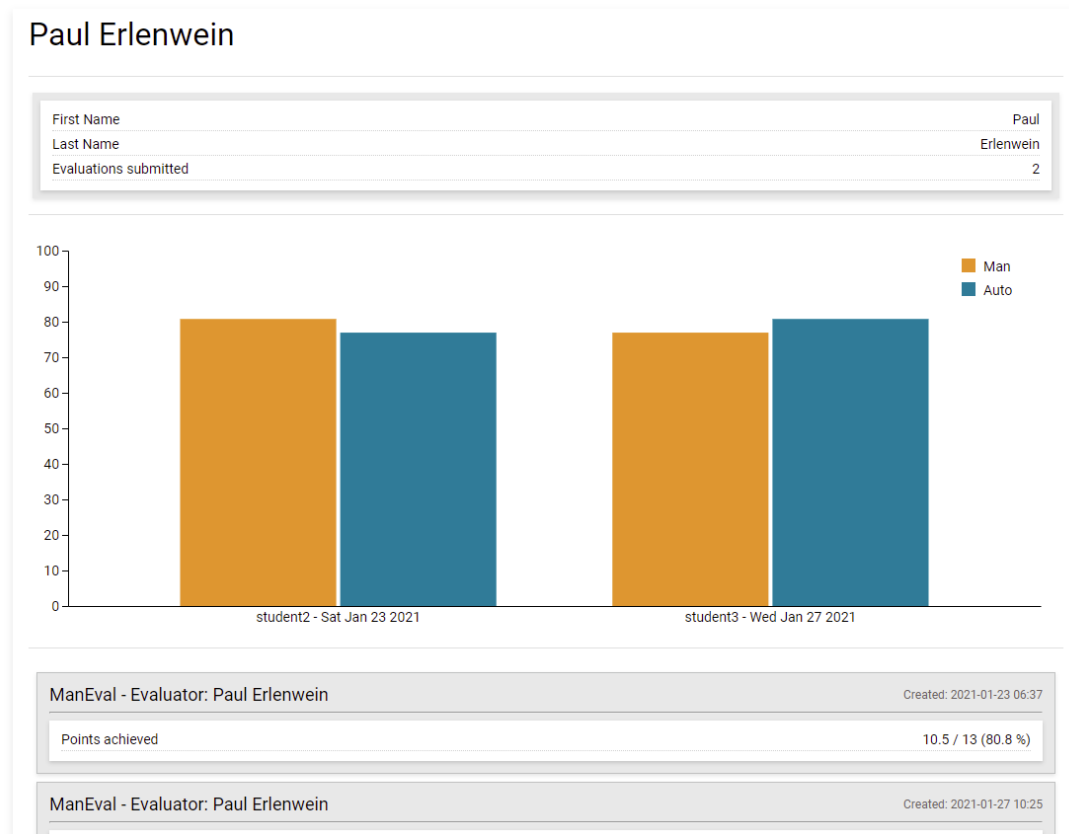 Paul Erlenwein
First Name Paul
Last Name Erlenwein
Evaluations submitted 2
100
90
80
70
60
50
40
30
20
10
0
Man
Auto
student2 - Sat Jan 23 2021
student3 - Wed Jan 27 2021
ManEval - Evaluator: Paul Erlenwein Created: 2021-01-23 06:37
Points achieved 10.5 / 13 (80.8 %)
ManEval - Evaluator: Paul Erlenwein Created: 2021-01-27 10:25